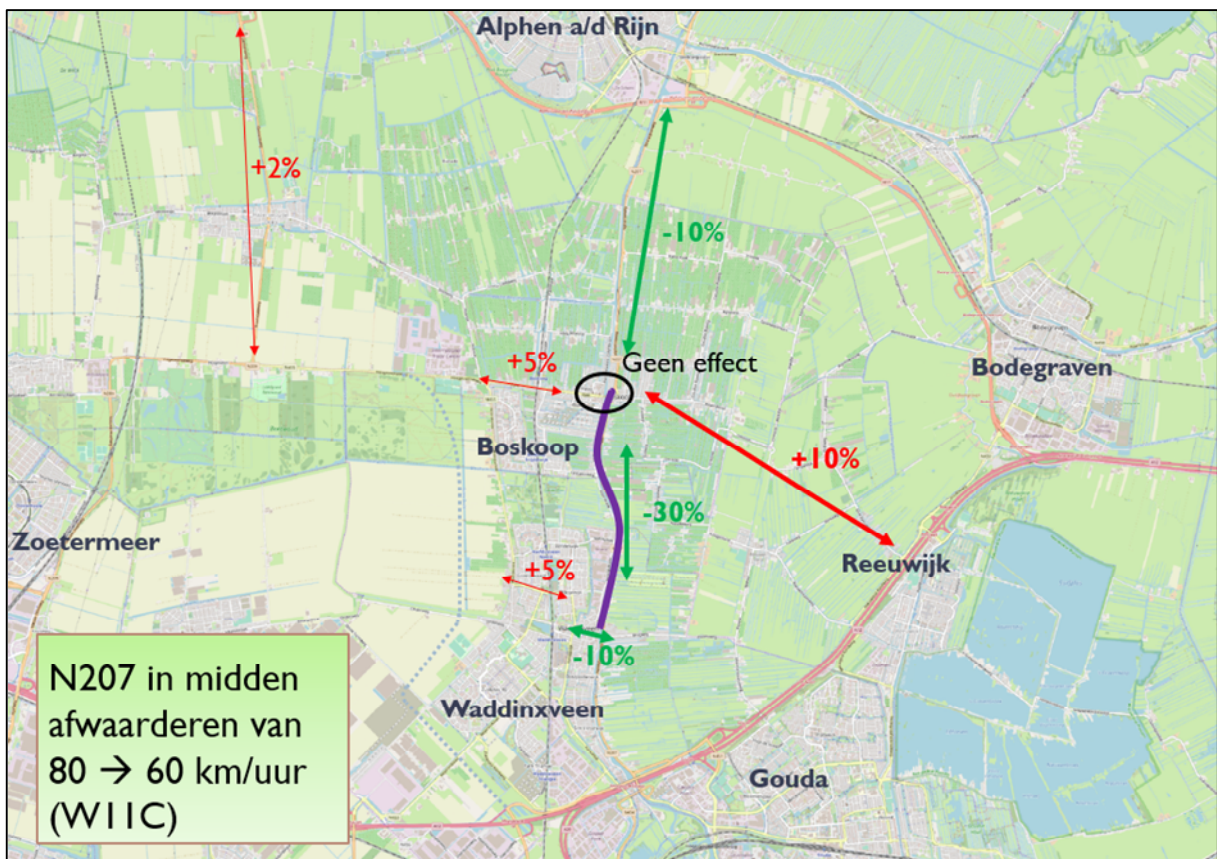 Alphen a/d Rijn
+2%
-10%
+5%
Geen effect
Bodegraven
Boskoop
+10%
-30%
Zoetermeer
Reeuwijk
+5%
-10%
Waddinxveen
Gouda
N207 in midden
afwaarderen van
80 → 60 km/uur
(W11C)